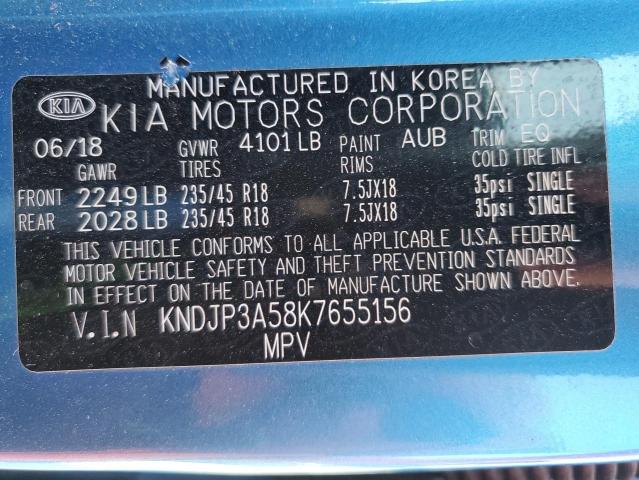 MANUFACTURED IN KOREA BY
KIA KIA MOTORS CORPORATION
06/18 GVWR 4101LB PAINT AUB TRIM EQ
GAWR TIRES RIMS COLD TIRE INFL
FRONT 2249LB 235/45 R18 7.5JX18 35psi SINGLE
REAR 2028LB 235/45 R18 7.5JX18 35psi SINGLE
THIS VEHICLE CONFORMS TO ALL APPLICABLE U.S.A. FEDERAL
MOTOR VEHICLE SAFETY AND THEFT PREVENTION STANDARDS
IN EFFECT ON THE DATE OF MANUFACTURE SHOWN ABOVE.
V.I.N KNDJP3A58K7655156
MPV